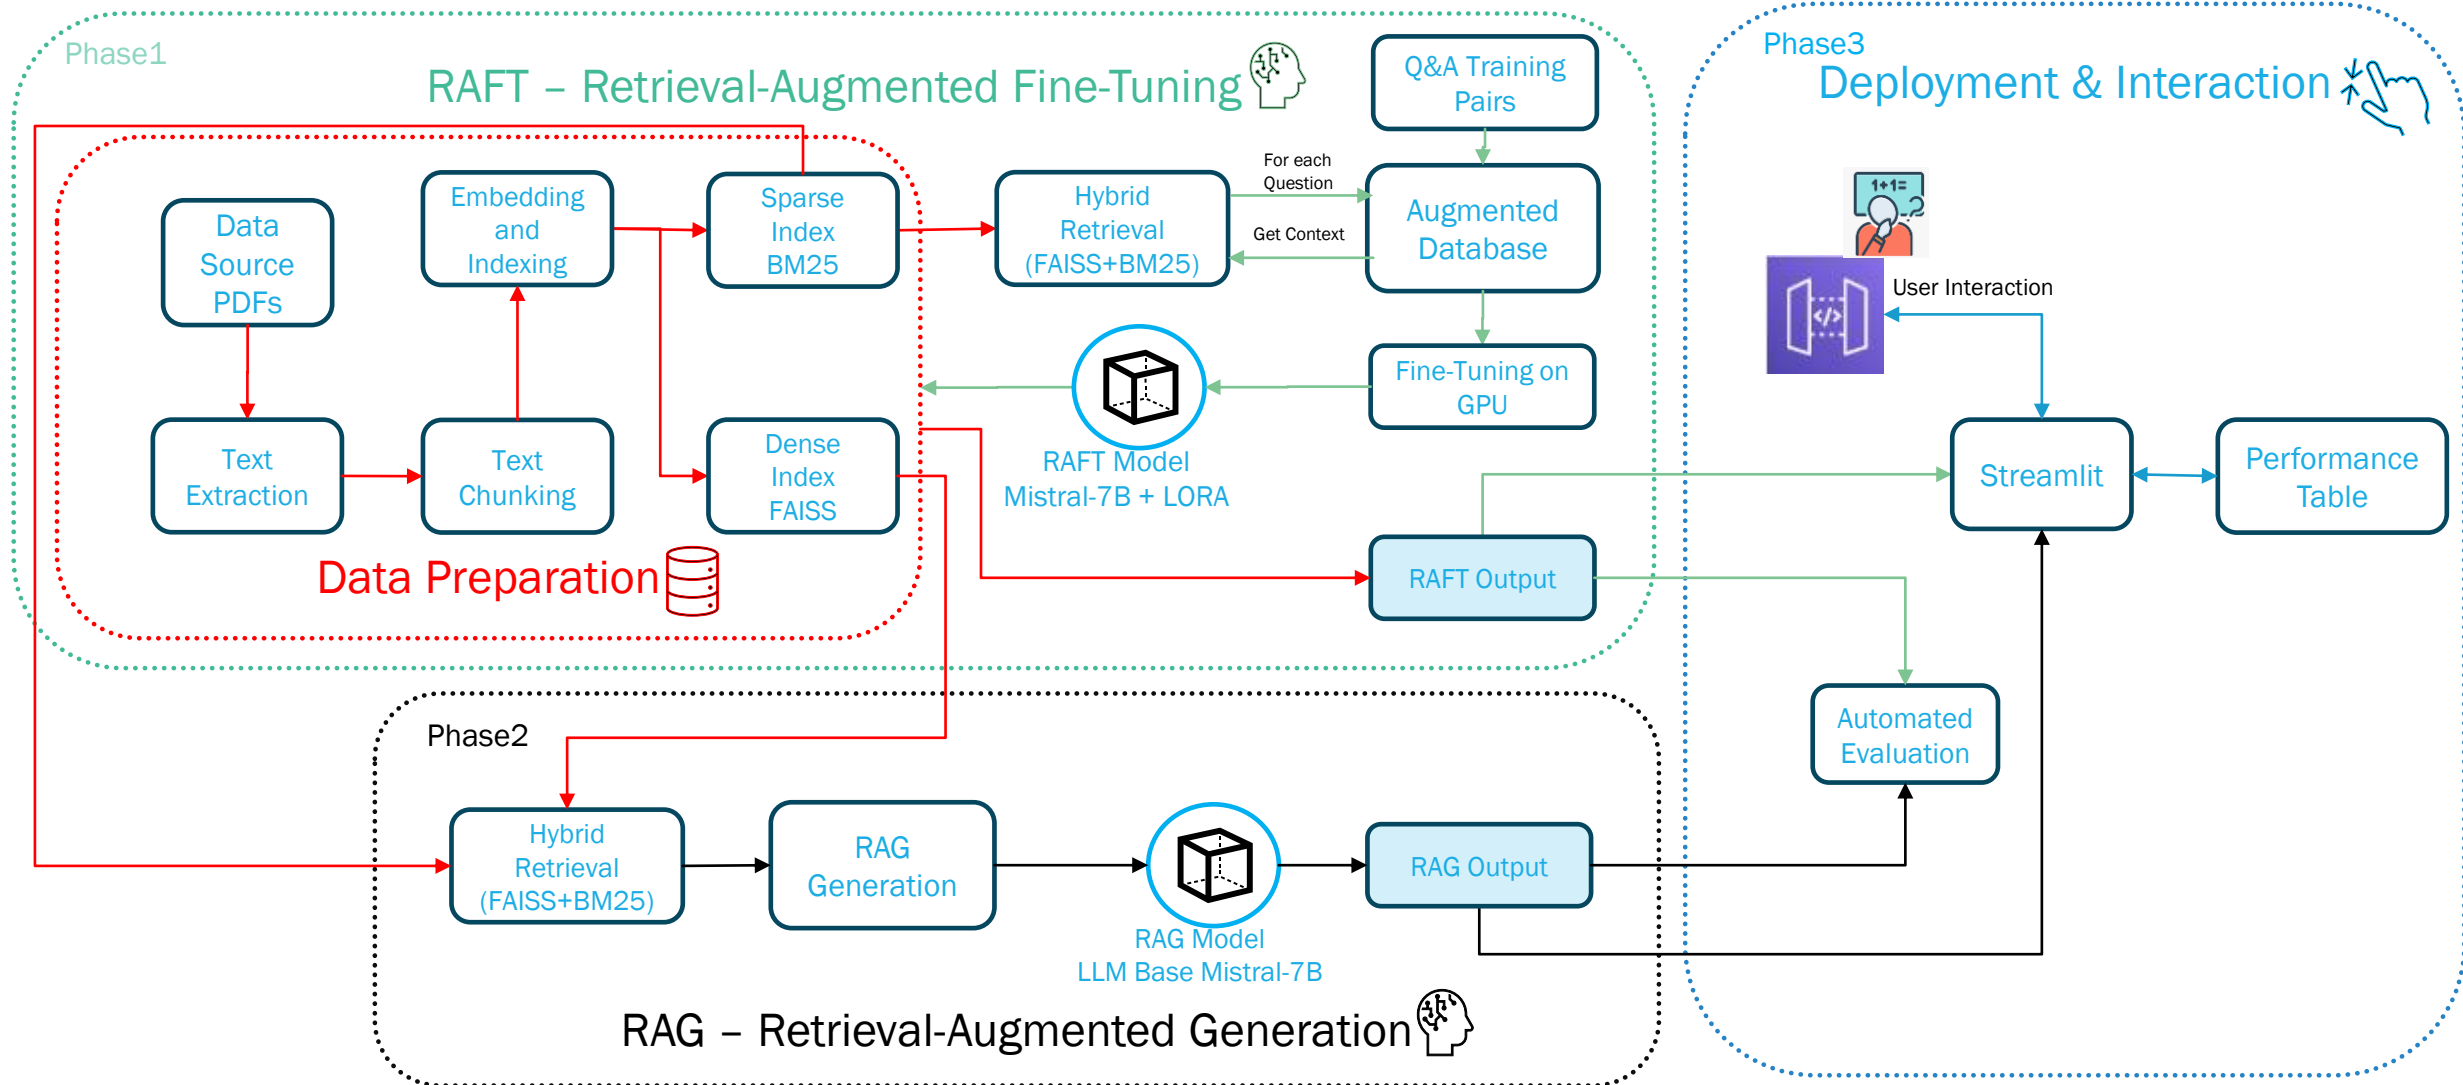 Phase1
RAFT – Retrieval-Augmented Fine-Tuning
Q&A Training
Pairs
For each
Question
Get Context
Data
Source
PDFs
Embedding
and
Indexing
Sparse
Index
BM25
Hybrid
Retrieval
(FAISS+BM25)
Augmented
Database
Fine-Tuning on
GPU
RAFT Model
Mistral-7B + LORA
Text
Extraction
Text
Chunking
Dense
Index
FAISS
Data Preparation
RAFT Output
Phase2
Hybrid
Retrieval
(FAISS+BM25)
RAG
Generation
RAG Model
LLM Base Mistral-7B
RAG Output
RAG – Retrieval-Augmented Generation
Phase3
Deployment & Interaction
1+1=
?
</>
User Interaction
Streamlit
Performance
Table
Automated
Evaluation